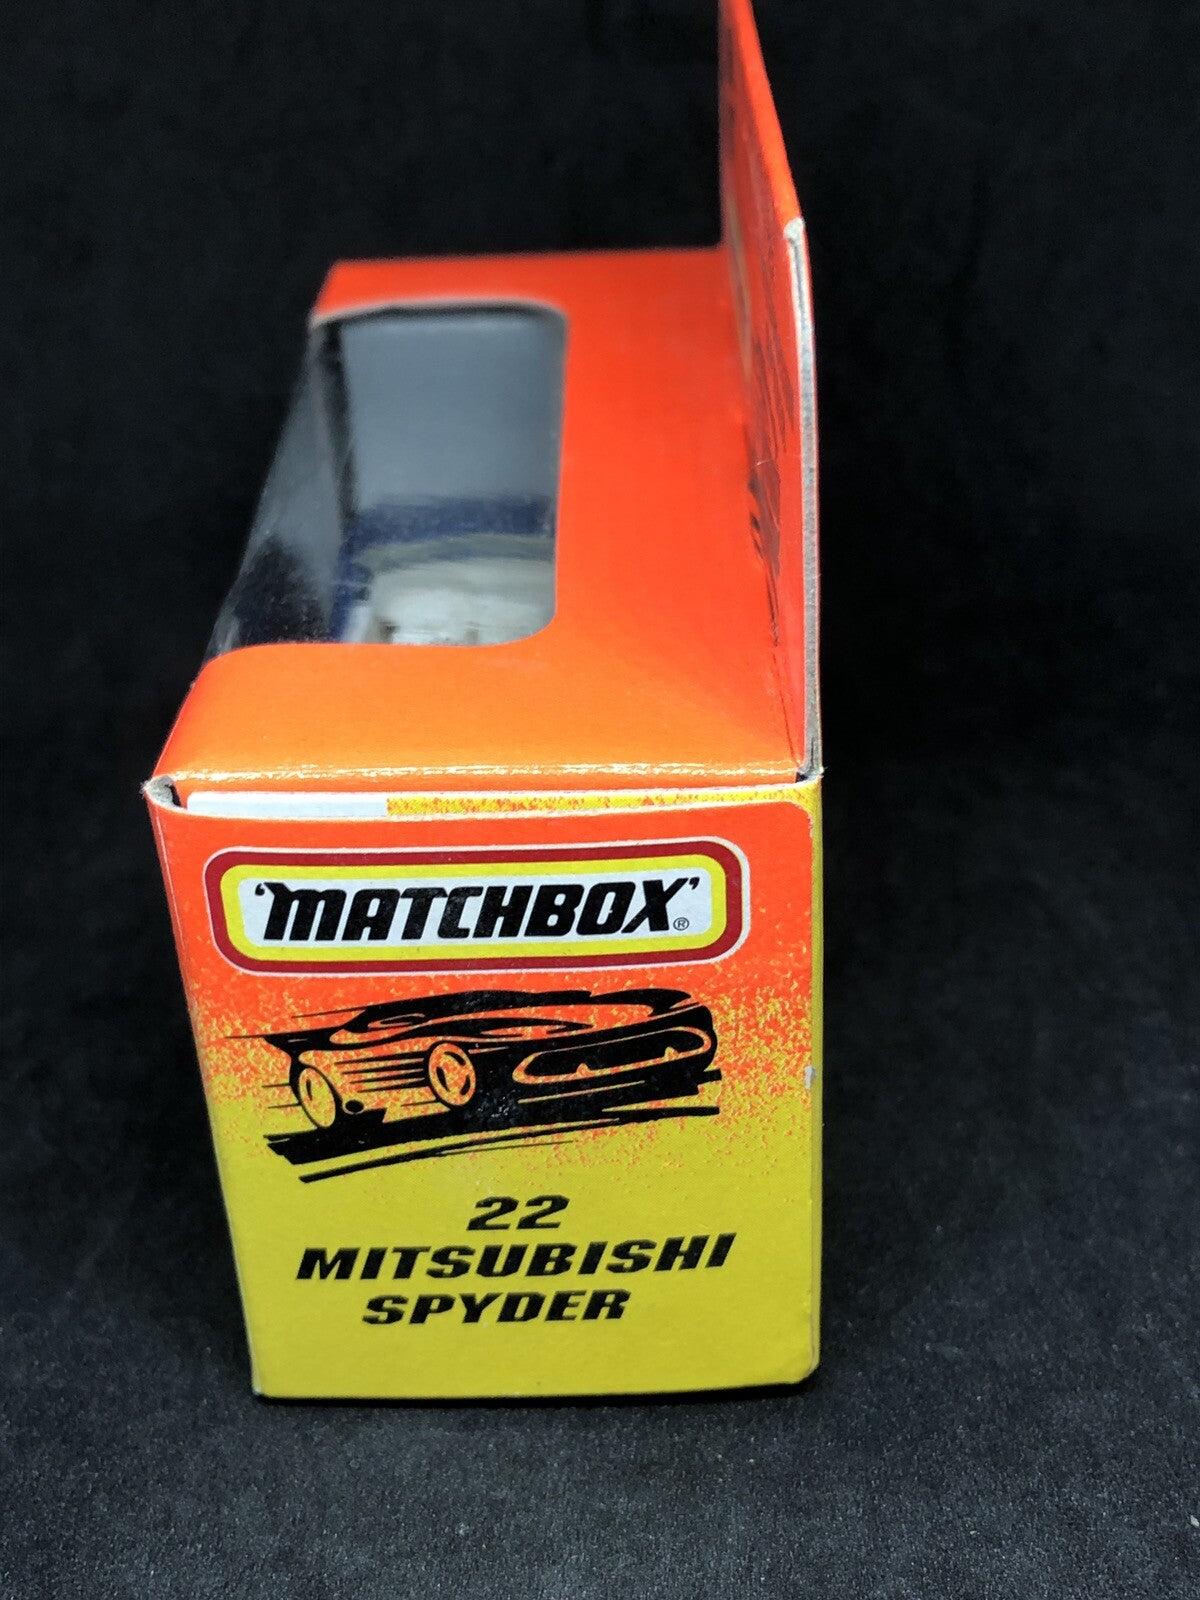 'MATCHBOX'®
22
MITSUBISHI
SPYDER